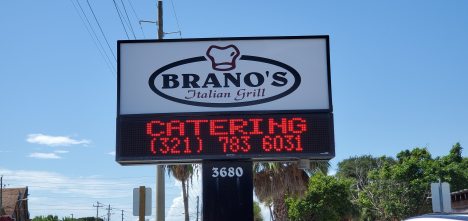 BRANO'S
Italian Grill
CATERING
(321) 783 6031
3680